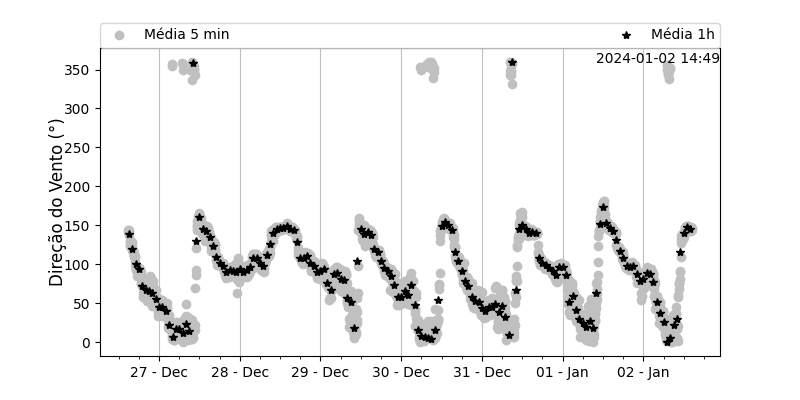 Média 5 min
Média 1h
2024-01-02 14:49
Direção do Vento (°)
350
300
250
200
150
100
50
0
27 - Dec
28 - Dec
29 - Dec
30 - Dec
31 - Dec
01 - Jan
02 - Jan